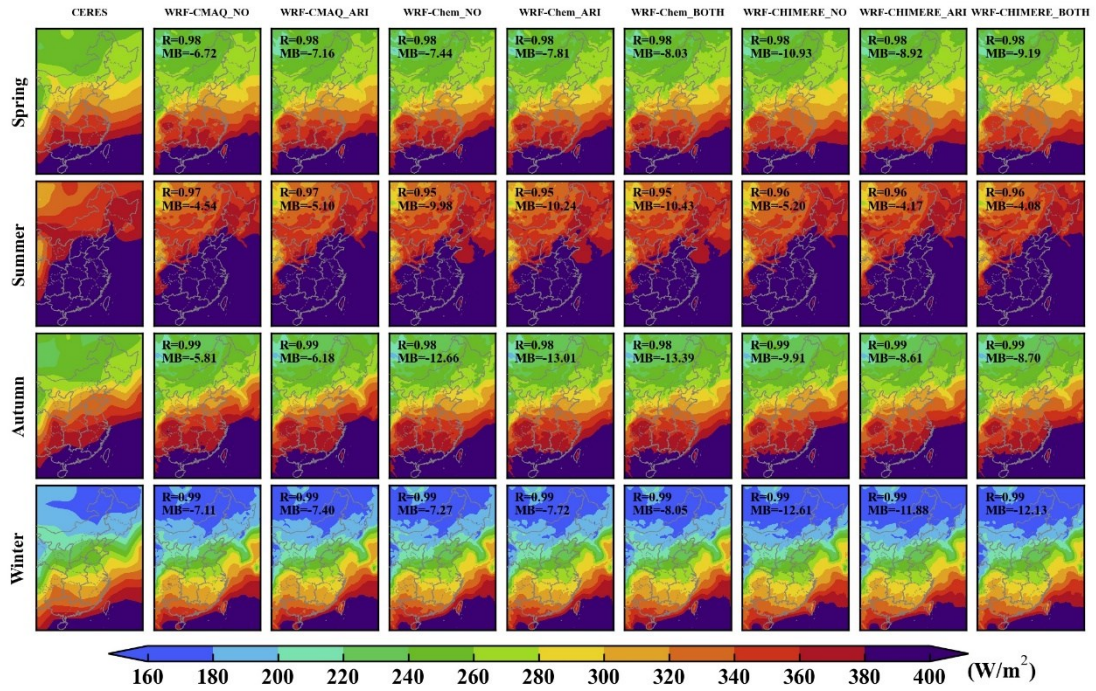 CERES WRF-CMAQ_NO WRF-CMAQ_ARI WRF-Chem_NO WRF-Chem_ARI WRF-Chem_BOTH WRF-CHIMERE_NO WRF-CHIMERE_ARI WRF-CHIMERE_BOTH
Spring
R=0.98 R=0.98 R=0.98 R=0.98 R=0.98 R=0.98 R=0.98 R=0.98
MB=-6.72 MB=-7.16 MB=-7.44 MB=-7.81 MB=-8.03 MB=-10.93 MB=-8.92 MB=-9.19
Summer
R=0.97 R=0.97 R=0.95 R=0.95 R=0.95 R=0.96 R=0.96 R=0.96
MB=-4.54 MB=-5.10 MB=-9.98 MB=-10.24 MB=-10.43 MB=-5.20 MB=-4.17 MB=-4.08
Autumn
R=0.99 R=0.99 R=0.98 R=0.98 R=0.98 R=0.99 R=0.99 R=0.99
MB=-5.81 MB=-6.18 MB=-12.66 MB=-13.01 MB=-13.39 MB=-9.91 MB=-8.61 MB=-8.70
Winter
R=0.99 R=0.99 R=0.99 R=0.99 R=0.99 R=0.99 R=0.99 R=0.99
MB=-7.11 MB=-7.40 MB=-7.27 MB=-7.72 MB=-8.05 MB=-12.61 MB=-11.88 MB=-12.13
160 180 200 220 240 260 280 300 320 340 360 380 400 (W/m²)